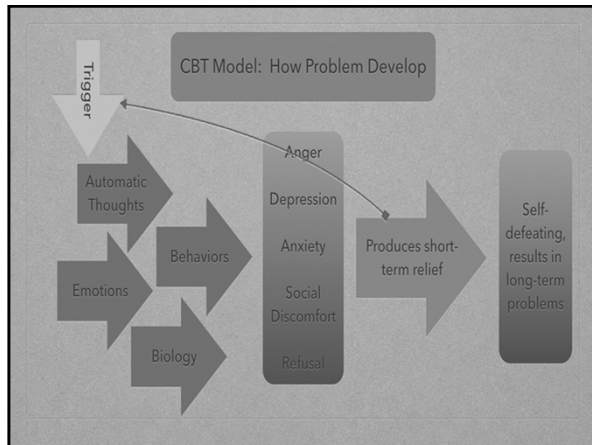 CBT Model: How Problem Develop
Trigger
Automatic
Thoughts
Emotions
Behaviors
Biology
Anger
Depression
Anxiety
Social
Discomfort
Refusal
Produces short-
term relief
Self-
defeating,
results in
long-term
problems